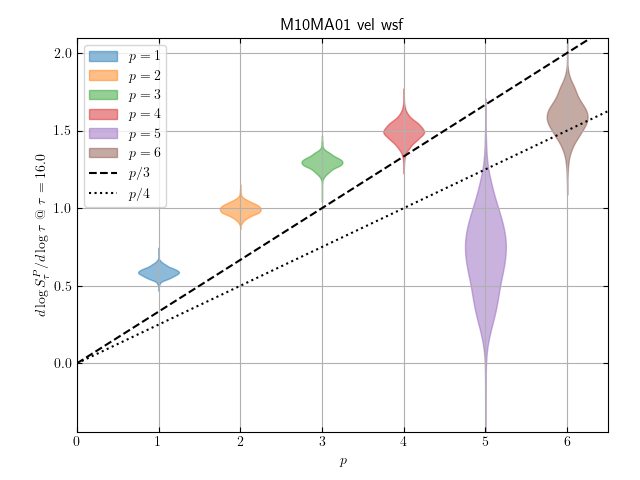 M10MA01 vel wsf
p = 1
p = 2
p = 3
p = 4
p = 5
p = 6
p/3
p/4
2.0
1.5
1.0
0.5
0.0
d log S^P_τ / d log τ @ τ = 16.0
0 1 2 3 4 5 6
p